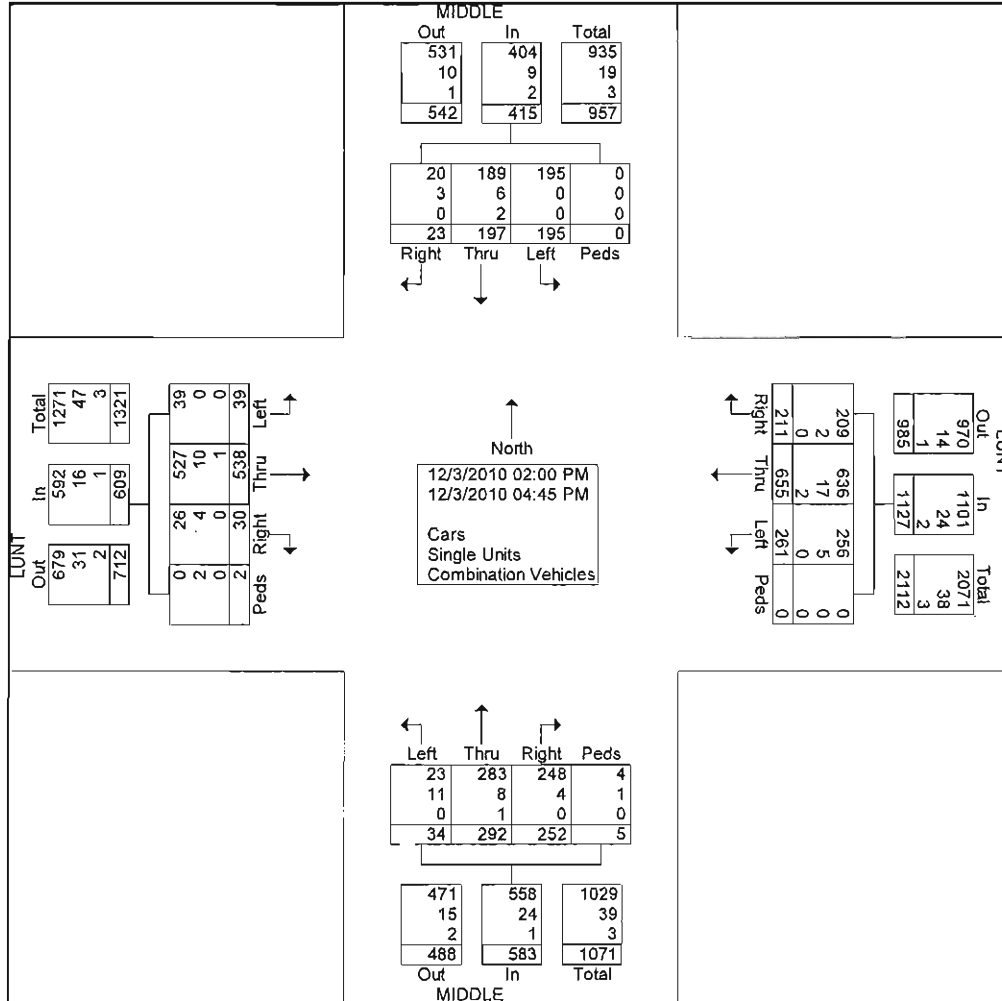 MIDDLE
Out In Total
531 404 935
10 9 19
1 2 3
542 415 957
20 189 195 0
3 6 0 0
0 2 0 0
23 197 195 0
Right Thru Left Peds
LUNT
Total
1271 47 3 1321
In
592 16 1 609
Out
679 31 2 712
39 0 0 39 Left
527 10 1 538 Thru
26 4 0 30 Right
0 2 0 2 Peds
North
12/3/2010 02:00 PM
12/3/2010 04:45 PM
Cars
Single Units
Combination Vehicles
Right 209 2 0 211
Thru 636 17 2 655
Left 256 5 0 261
Peds 0 0 0 0
LUNT
Out
970 14 1 985
In
1101 24 2 1127
Total
2071 38 3 2112
Left Thru Right Peds
23 283 248 4
11 8 4 1
0 1 0 0
34 292 252 5
471 558 1029
15 24 39
2 1 3
488 583 1071
Out In Total
MIDDLE